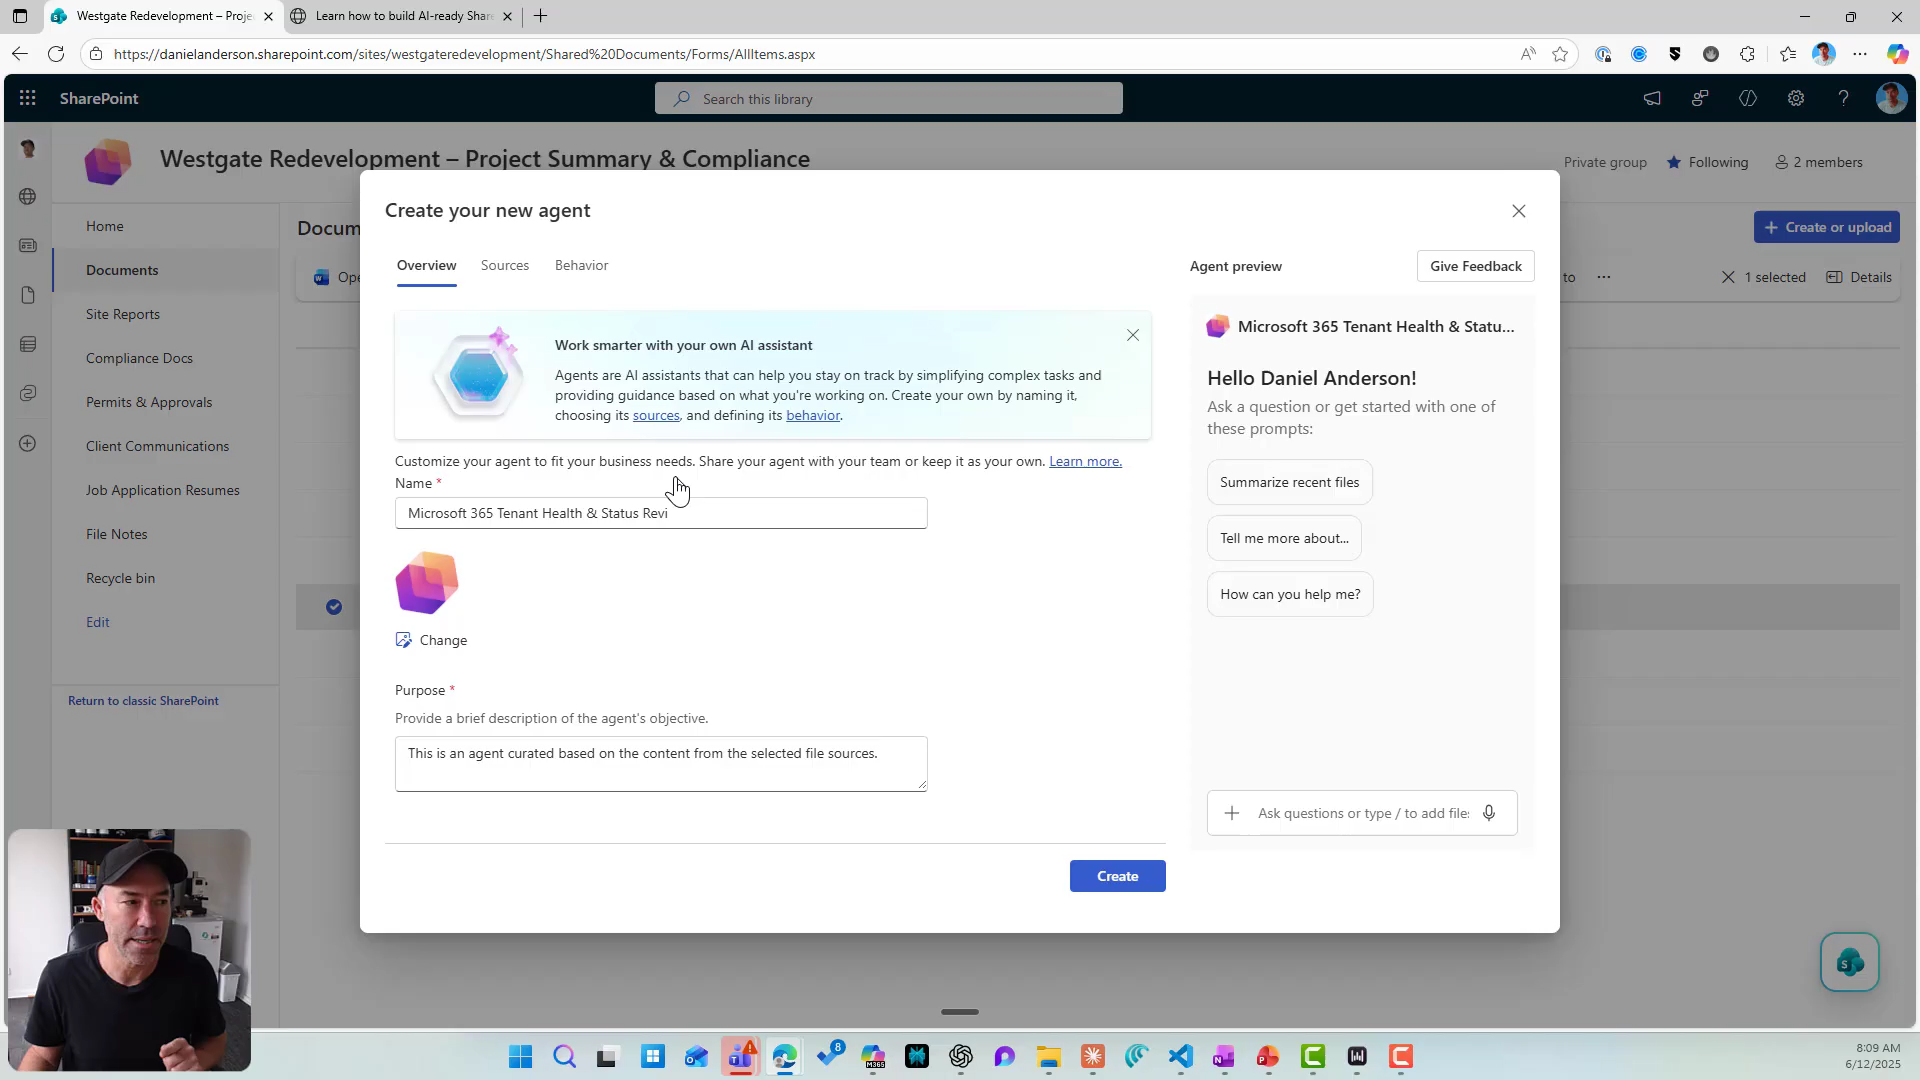 Westgate Redevelopment – Proje
Learn how to build AI-ready Shar
https://danielanderson.sharepoint.com/sites/westgateredevelopment/Shared%20Documents/Forms/AllItems.aspx
SharePoint
Search this library
Westgate Redevelopment – Project Summary & Compliance
Private group
Following
2 members
Home
Documents
Site Reports
Compliance Docs
Permits & Approvals
Client Communications
Job Application Resumes
File Notes
Recycle bin
Edit
Return to classic SharePoint
Docum
Ope
Create or upload
to
1 selected
Details
Create your new agent
Overview
Sources
Behavior
Work smarter with your own AI assistant
Agents are AI assistants that can help you stay on track by simplifying complex tasks and
providing guidance based on what you're working on. Create your own by naming it,
choosing its sources, and defining its behavior.
Customize your agent to fit your business needs. Share your agent with your team or keep it as your own. Learn more.
Name *
Microsoft 365 Tenant Health & Status Revi
Change
Purpose *
Provide a brief description of the agent's objective.
This is an agent curated based on the content from the selected file sources.
Create
Agent preview
Give Feedback
Microsoft 365 Tenant Health & Statu...
Hello Daniel Anderson!
Ask a question or get started with one of
these prompts:
Summarize recent files
Tell me more about...
How can you help me?
Ask questions or type / to add file
8
M365
8:09 AM
6/12/2025